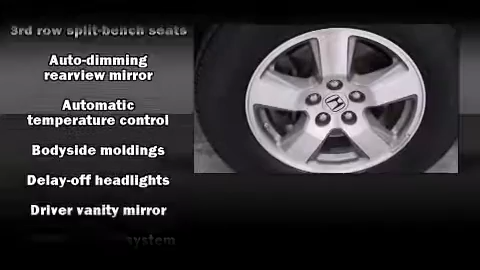 3rd row split-bench seats
Auto-dimming
rearview mirror
Automatic
temperature control
Bodyside moldings
Delay-off headlights
Driver vanity mirror
system